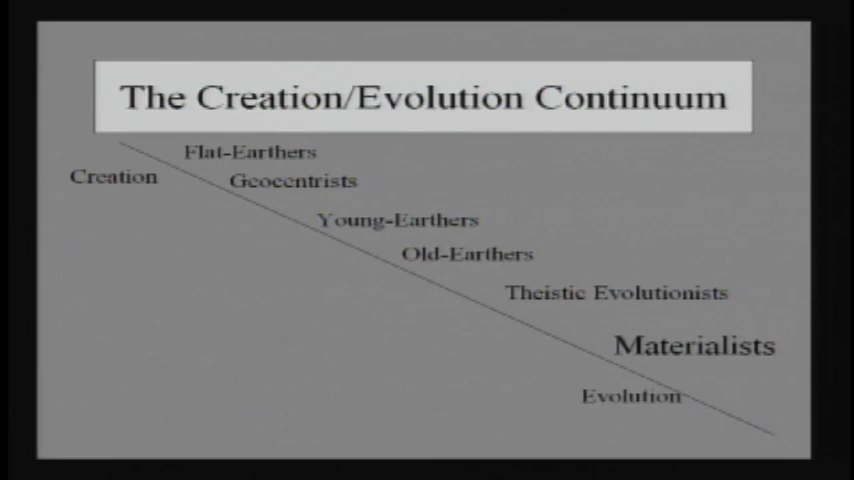 The Creation/Evolution Continuum
Flat-Earthers
Creation
Geocentrists
Young-Earthers
Old-Earthers
Theistic Evolutionists
Materialists
Evolution